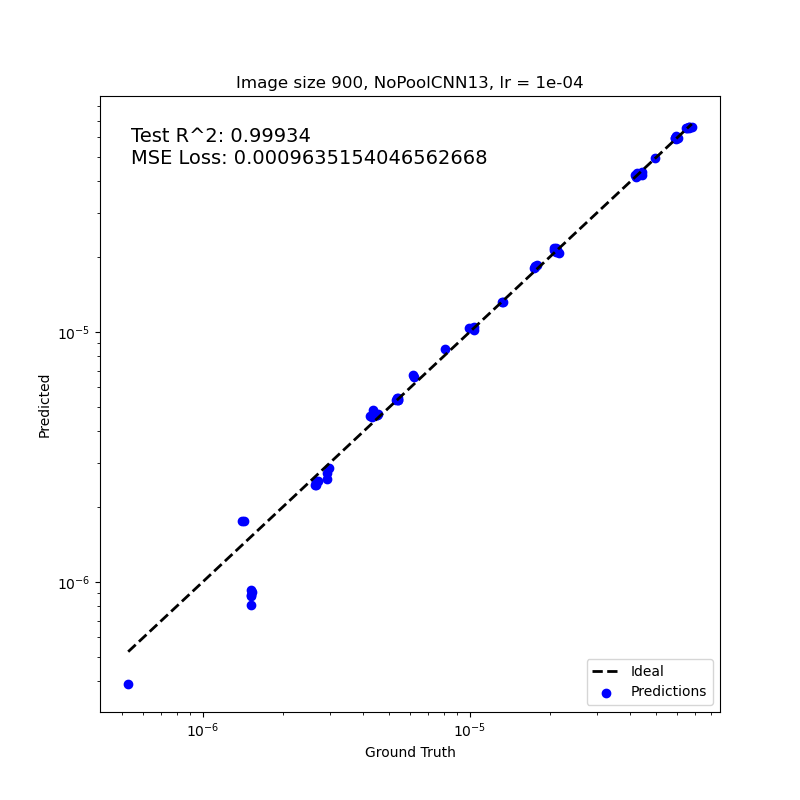 Image size 900, NoPoolCNN13, lr = 1e-04
Test R^2: 0.99934
MSE Loss: 0.0009635154046562668
10⁻⁵
10⁻⁶
Predicted
10⁻⁶
10⁻⁵
Ground Truth
Ideal
Predictions